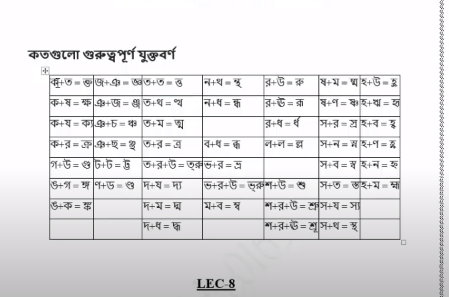 কতগুলো গুরুত্বপূর্ণ যুক্তবর্ণ
ক্+ত = ক্ত জ+ঞ = জ্ঞ ত+ত = ত্ত ন+থ = ন্থ র+উ = রু ষ+ম = ষ্ম হ+উ = হু
ক+ষ = ক্ষ ঞ+জ = ঞ্জ ত+থ = ত্থ ন+ধ = ন্ধ র+ঊ = রূ ষ+ণ = ষ্ণ হ+ঋ = হৃ
ক+য = ক্য ঞ+চ = ঞ্চ ত+ম = ত্ম র+ধ = র্ধ স+র = স্র হ+ব = হ্ব
ক+র = ক্র ঞ+ছ = ঞ্ছ ত+র = ত্র ব+ধ = ব্ধ ল+ল = ল্ল স+ন = স্ন হ+ণ = হ্ণ
গ+উ = গু ট+ট = ট্ট ত+র+উ = ত্রু ভ+র = ভ্র স+ব = স্ব হ+ন = হ্ন
ঙ+গ = ঙ্গ ণ+ড = ণ্ড দ+য = দ্য ভ+র+উ = ভ্রু শ+উ = শু স+ত = স্ত হ+ম = হ্ম
ঙ+ক = ঙ্ক দ+ম = দ্ম ম+ব = ম্ব শ+র+উ = শ্রু স+য = স্য
দ+ধ = দ্ধ শ+র+ঊ = শ্রূ স+থ = স্থ
LEC-8